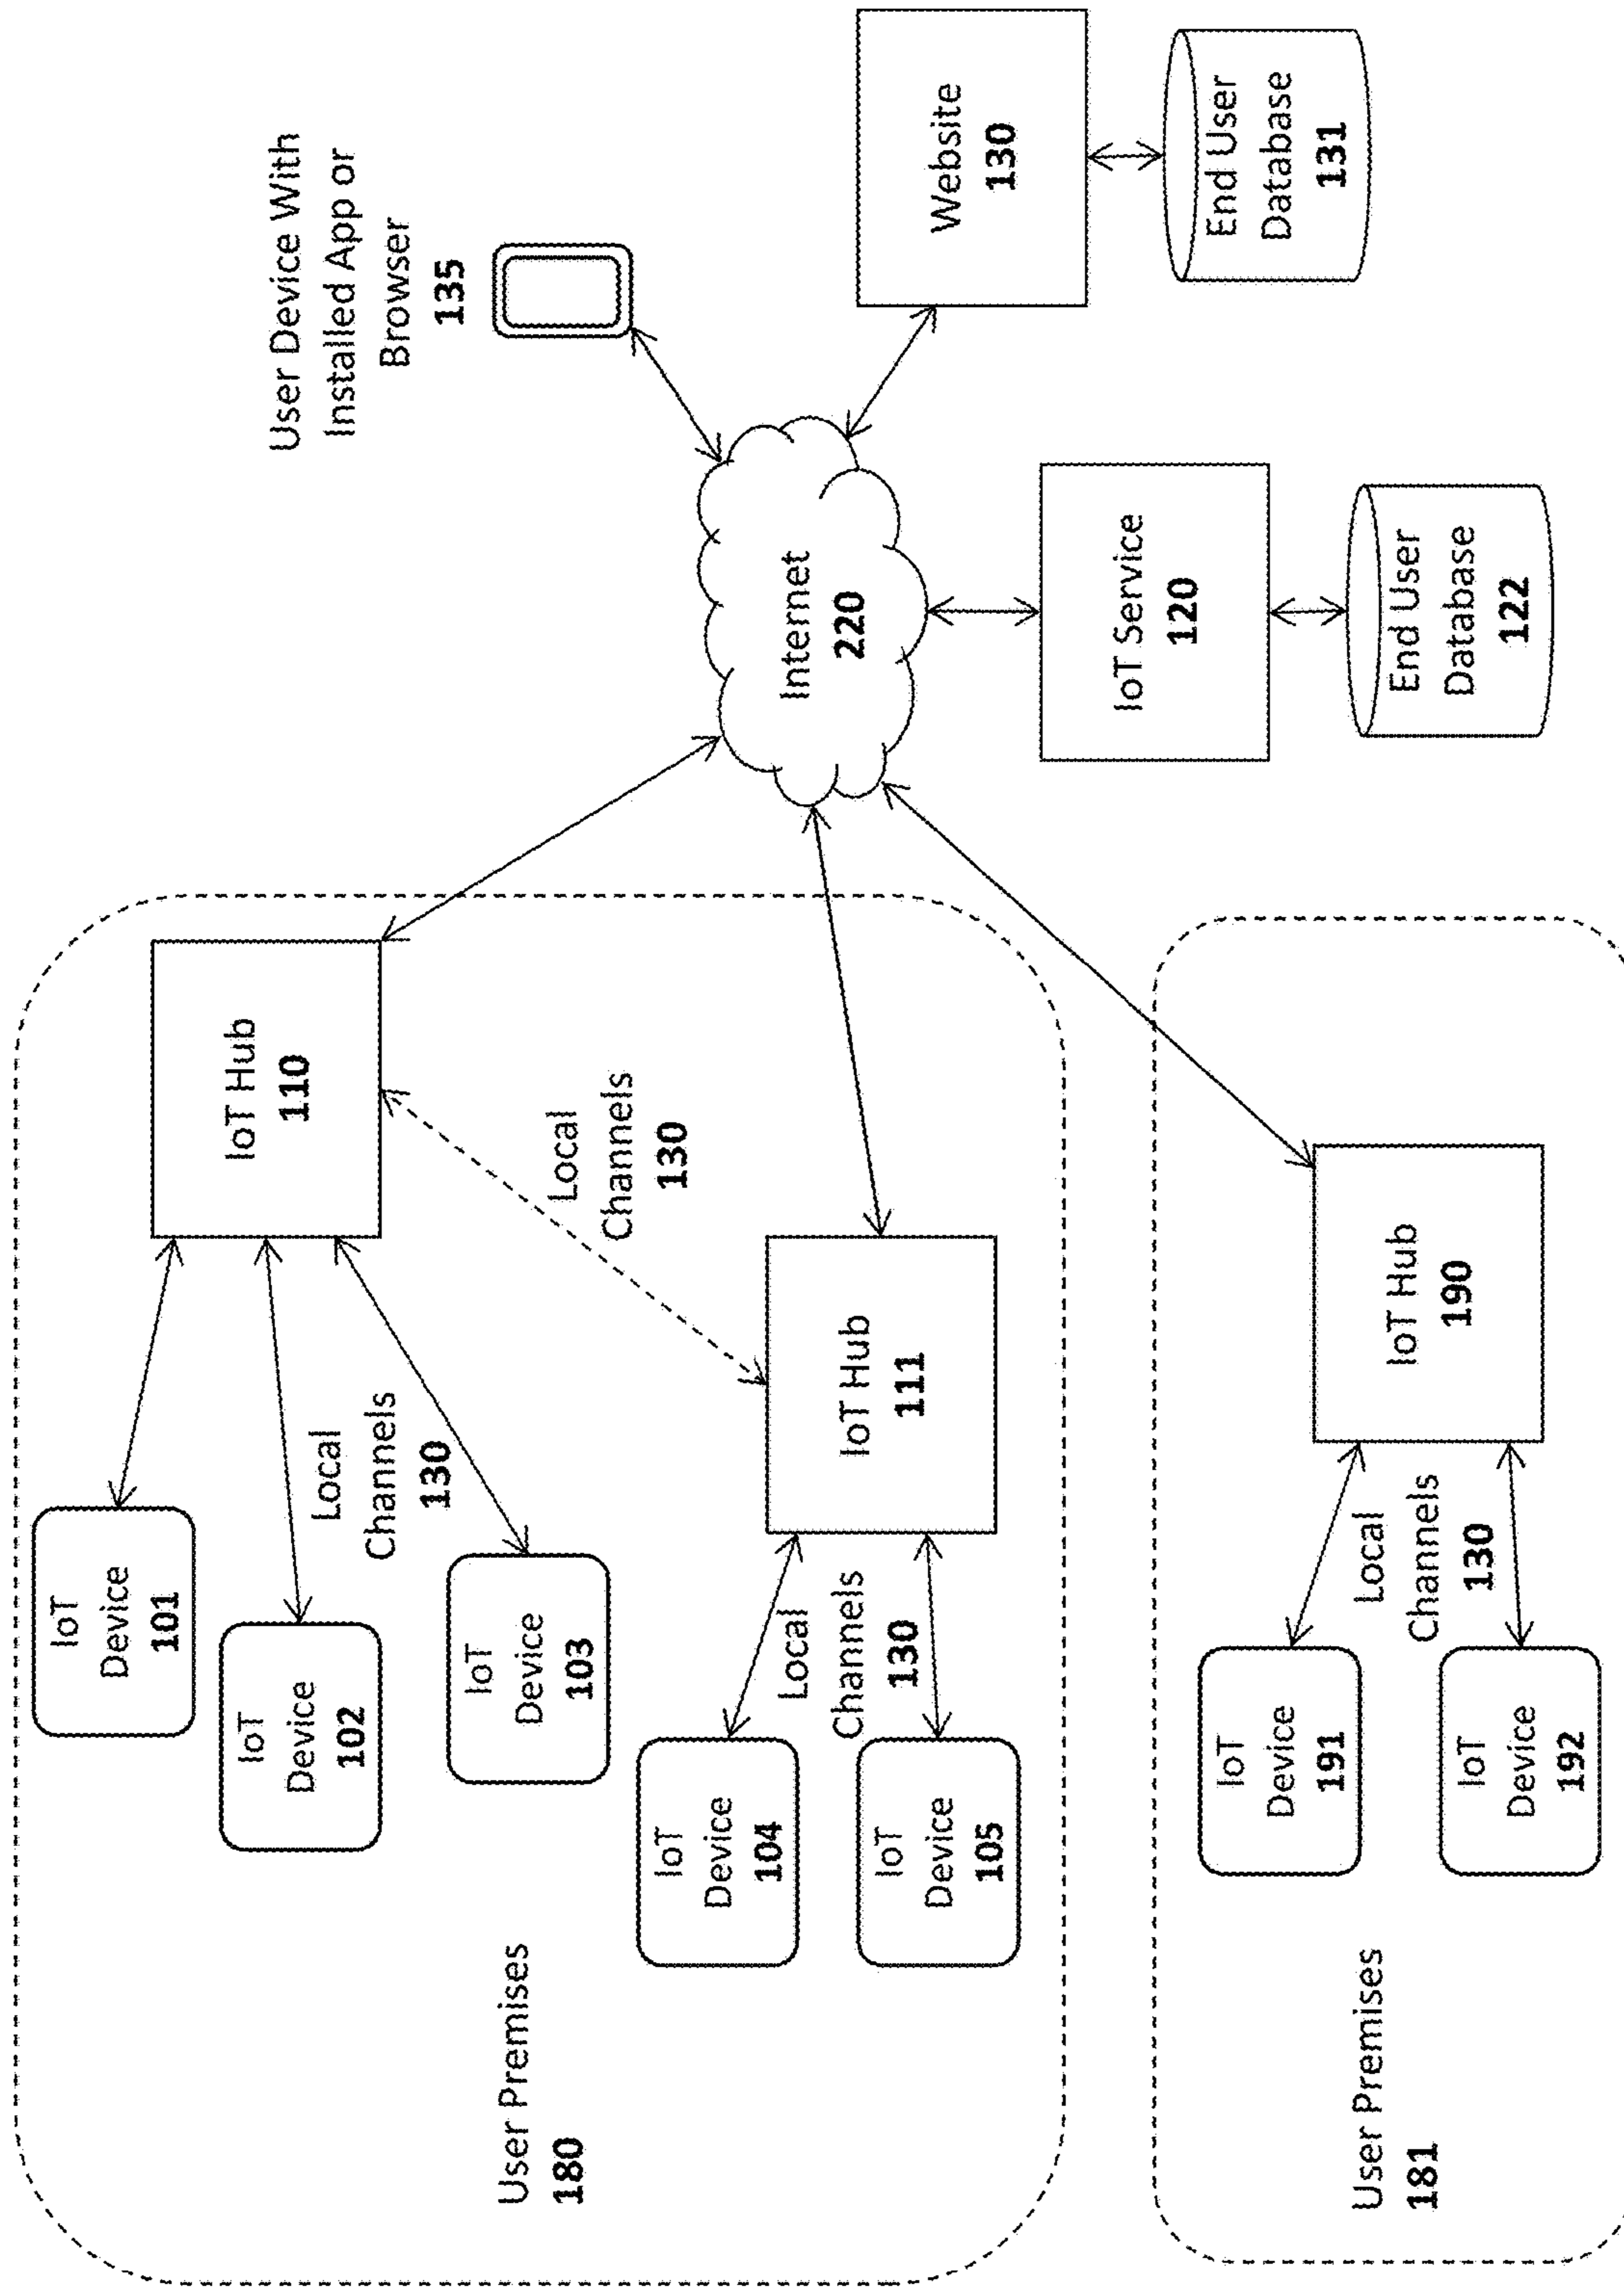 IoT
Device
101
IoT
Device
102
IoT
Device
103
Local
Channels
130
IoT Hub
110
User Device With
Installed App or
Browser
135
User Premises
180
Local
Channels
130
IoT
Device
104
IoT
Device
105
Local
Channels
130
IoT Hub
111
Internet
220
Website
130
End User
Database
131
IoT Service
120
End User
Database
122
User Premises
181
IoT
Device
191
IoT
Device
192
Local
Channels
130
IoT Hub
190